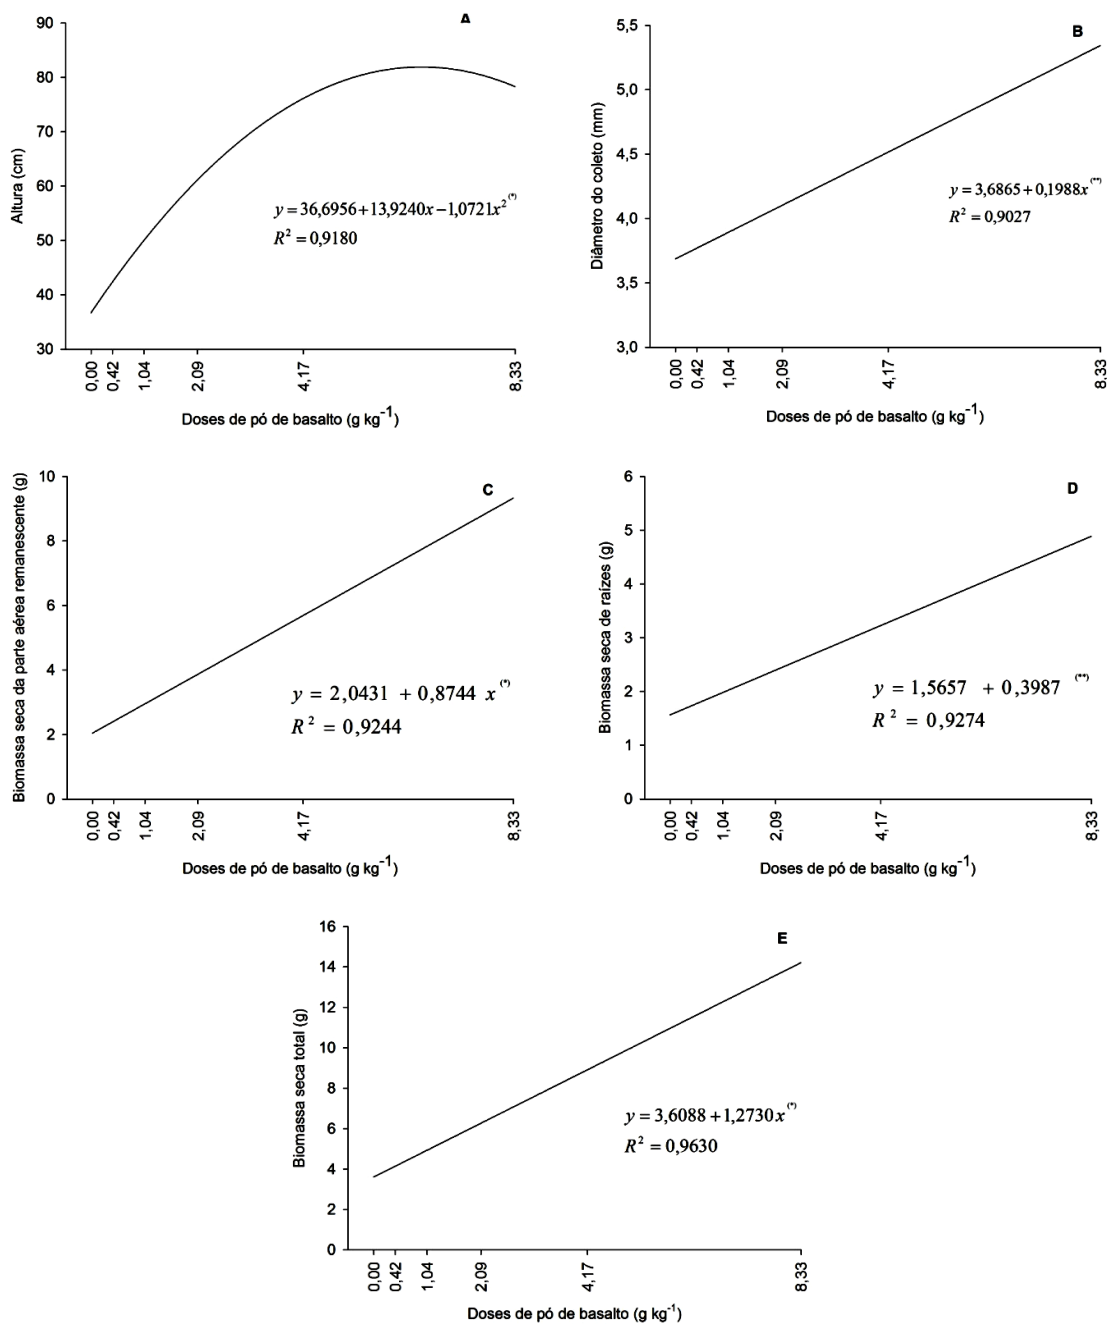 A
90
80
70
60
50
40
30
Altura (cm)
y = 36,6956+13,9240x−1,0721x² (*)
R² = 0,9180
0,00
0,42
1,04
2,09
4,17
8,33
Doses de pó de basalto (g kg⁻¹)
B
5,5
5,0
4,5
4,0
3,5
3,0
Diâmetro do coleto (mm)
y = 3,6865+0,1988x (**)
R² = 0,9027
0,00
0,42
1,04
2,09
4,17
8,33
Doses de pó de basalto (g kg⁻¹)
C
10
8
6
4
2
0
Biomassa seca da parte aérea remanescente (g)
y = 2,0431 + 0,8744 x (*)
R² = 0,9244
0,00
0,42
1,04
2,09
4,17
8,33
Doses de pó de basalto (g kg⁻¹)
D
6
5
4
3
2
1
0
Biomassa seca de raízes (g)
y = 1,5657 + 0,3987 (**)
R² = 0,9274
0,00
0,42
1,04
2,09
4,17
8,33
Doses de pó de basalto (g kg⁻¹)
E
16
14
12
10
8
6
4
2
0
Biomassa seca total (g)
y = 3,6088+1,2730x (*)
R² = 0,9630
0,00
0,42
1,04
2,09
4,17
8,33
Doses de pó de basalto (g kg⁻¹)